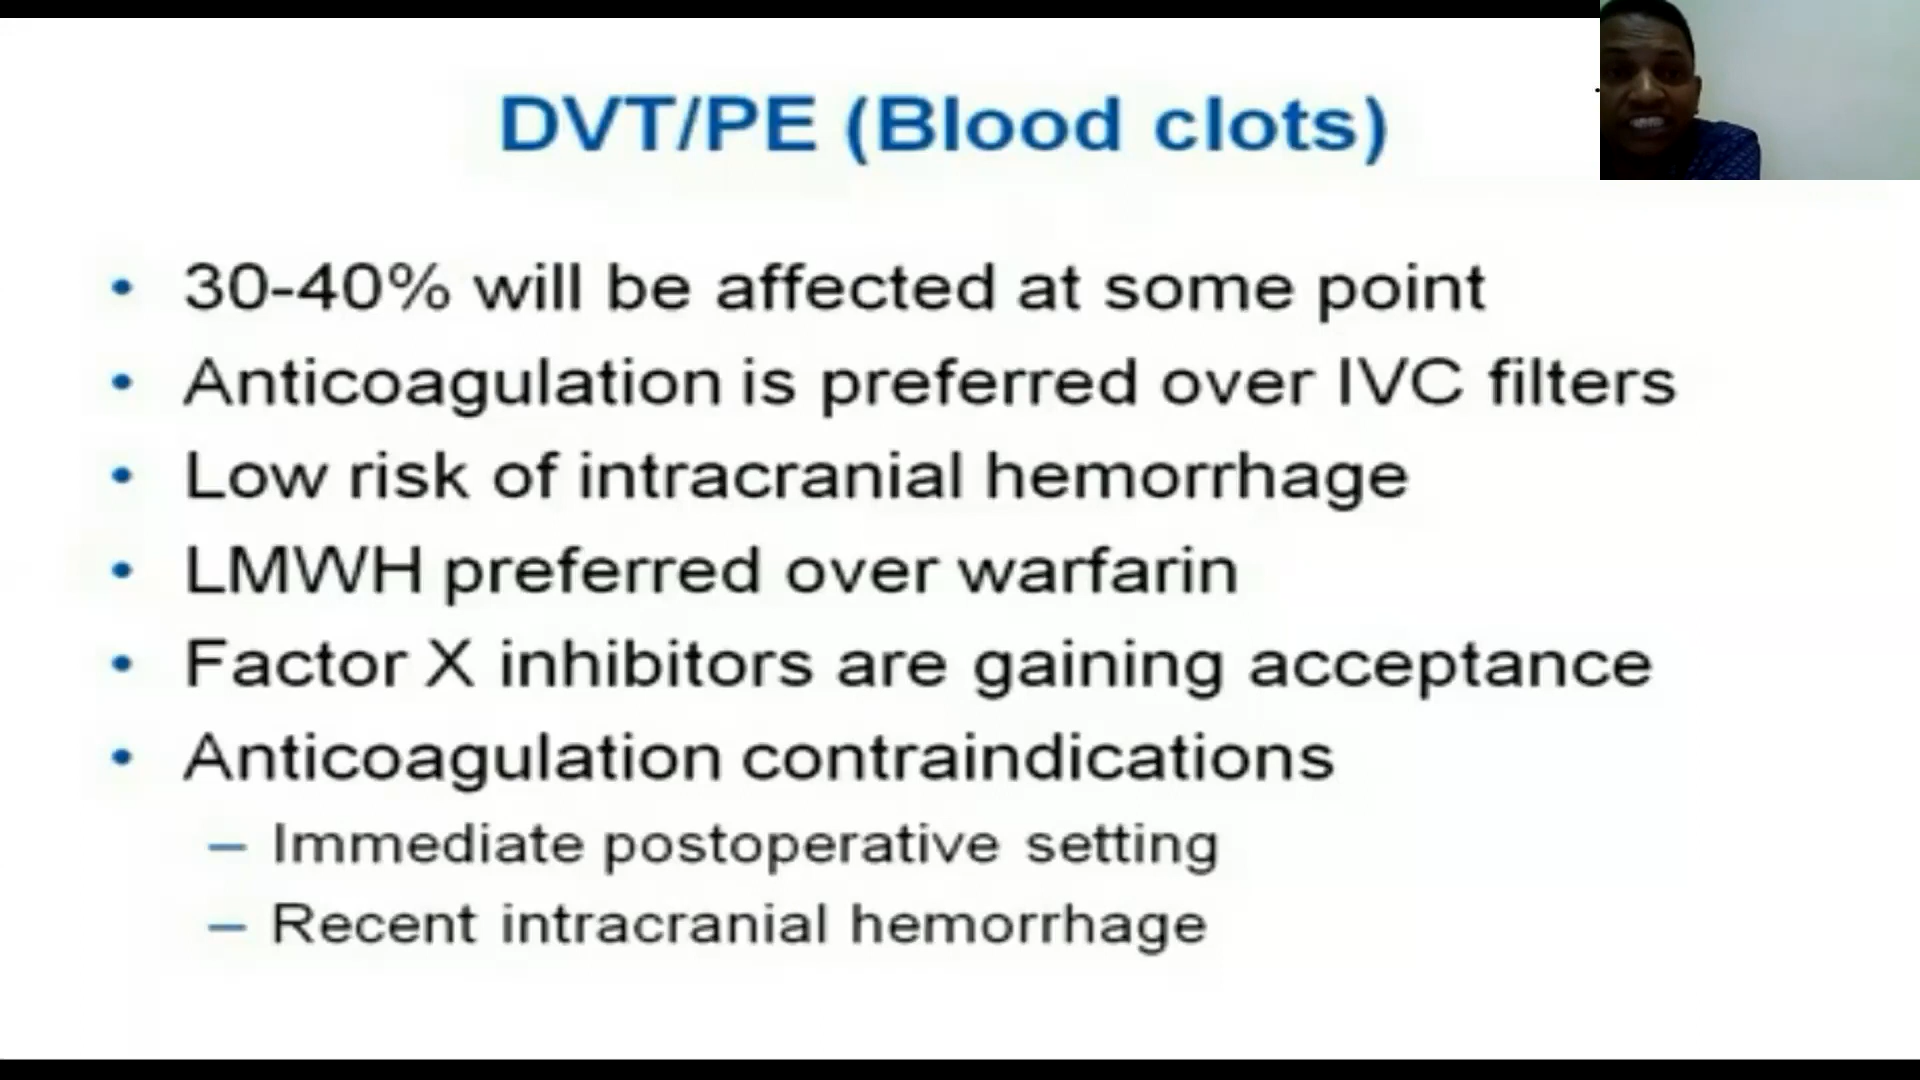 DVT/PE (Blood clots)
• 30-40% will be affected at some point
• Anticoagulation is preferred over IVC filters
• Low risk of intracranial hemorrhage
• LMWH preferred over warfarin
• Factor X inhibitors are gaining acceptance
• Anticoagulation contraindications
– Immediate postoperative setting
– Recent intracranial hemorrhage